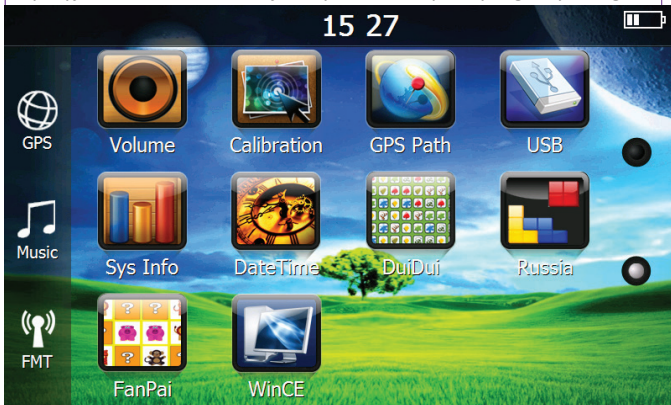 15 27
GPS
Volume
Calibration
GPS Path
USB
Music
Sys Info
DateTime
DuiDui
Russia
FMT
FanPai
WinCE